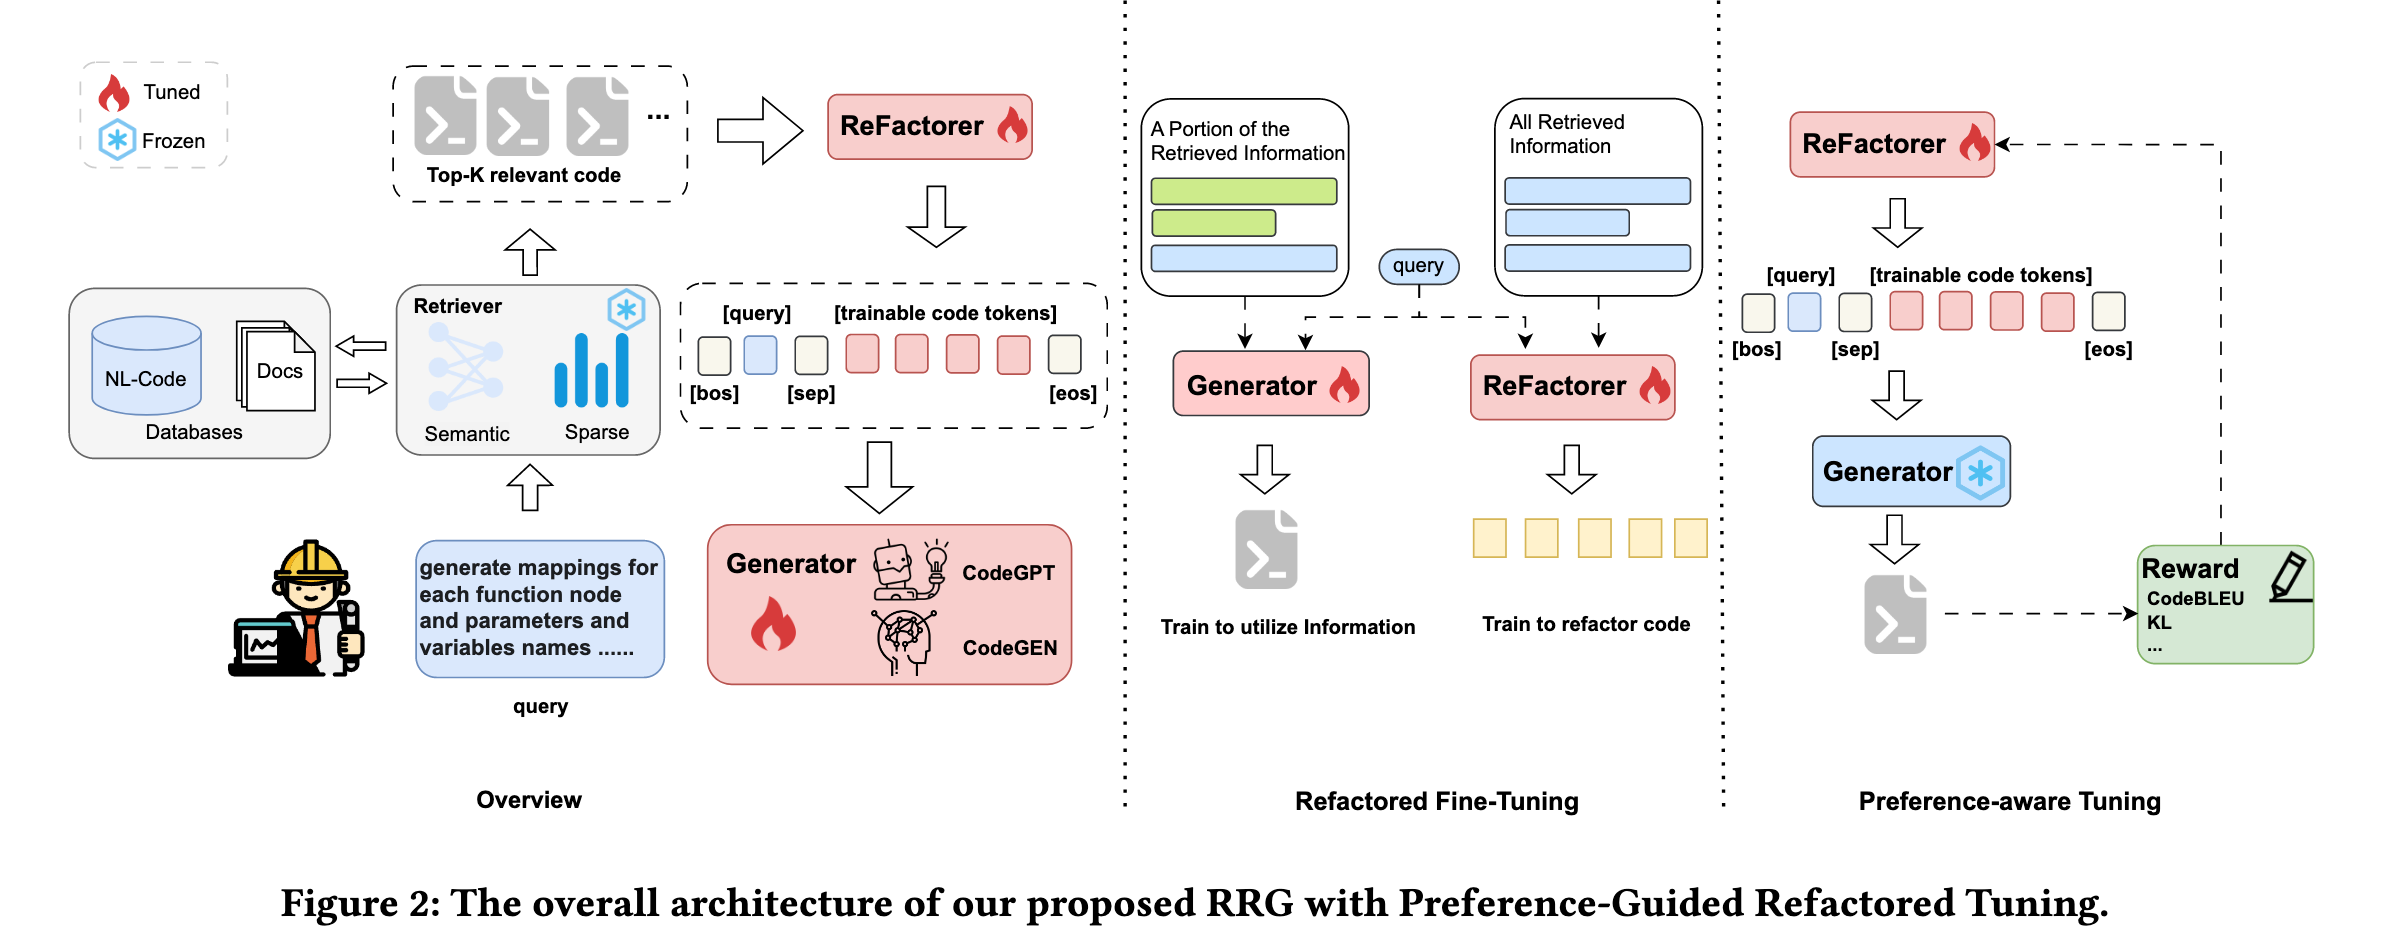 Tuned
Frozen
...
Top-K relevant code
ReFactorer
NL-Code
Docs
Databases
Retriever
Semantic
Sparse
[query]
[trainable code tokens]
[bos]
[sep]
[eos]
generate mappings for
each function node
and parameters and
variables names ......
query
Generator
CodeGPT
CodeGEN
Overview
A Portion of the
Retrieved Information
All Retrieved
Information
query
Generator
ReFactorer
Train to utilize Information
Train to refactor code
Refactored Fine-Tuning
ReFactorer
[query]
[trainable code tokens]
[bos]
[sep]
[eos]
Generator
Reward
CodeBLEU
KL
...
Preference-aware Tuning
Figure 2: The overall architecture of our proposed RRG with Preference-Guided Refactored Tuning.